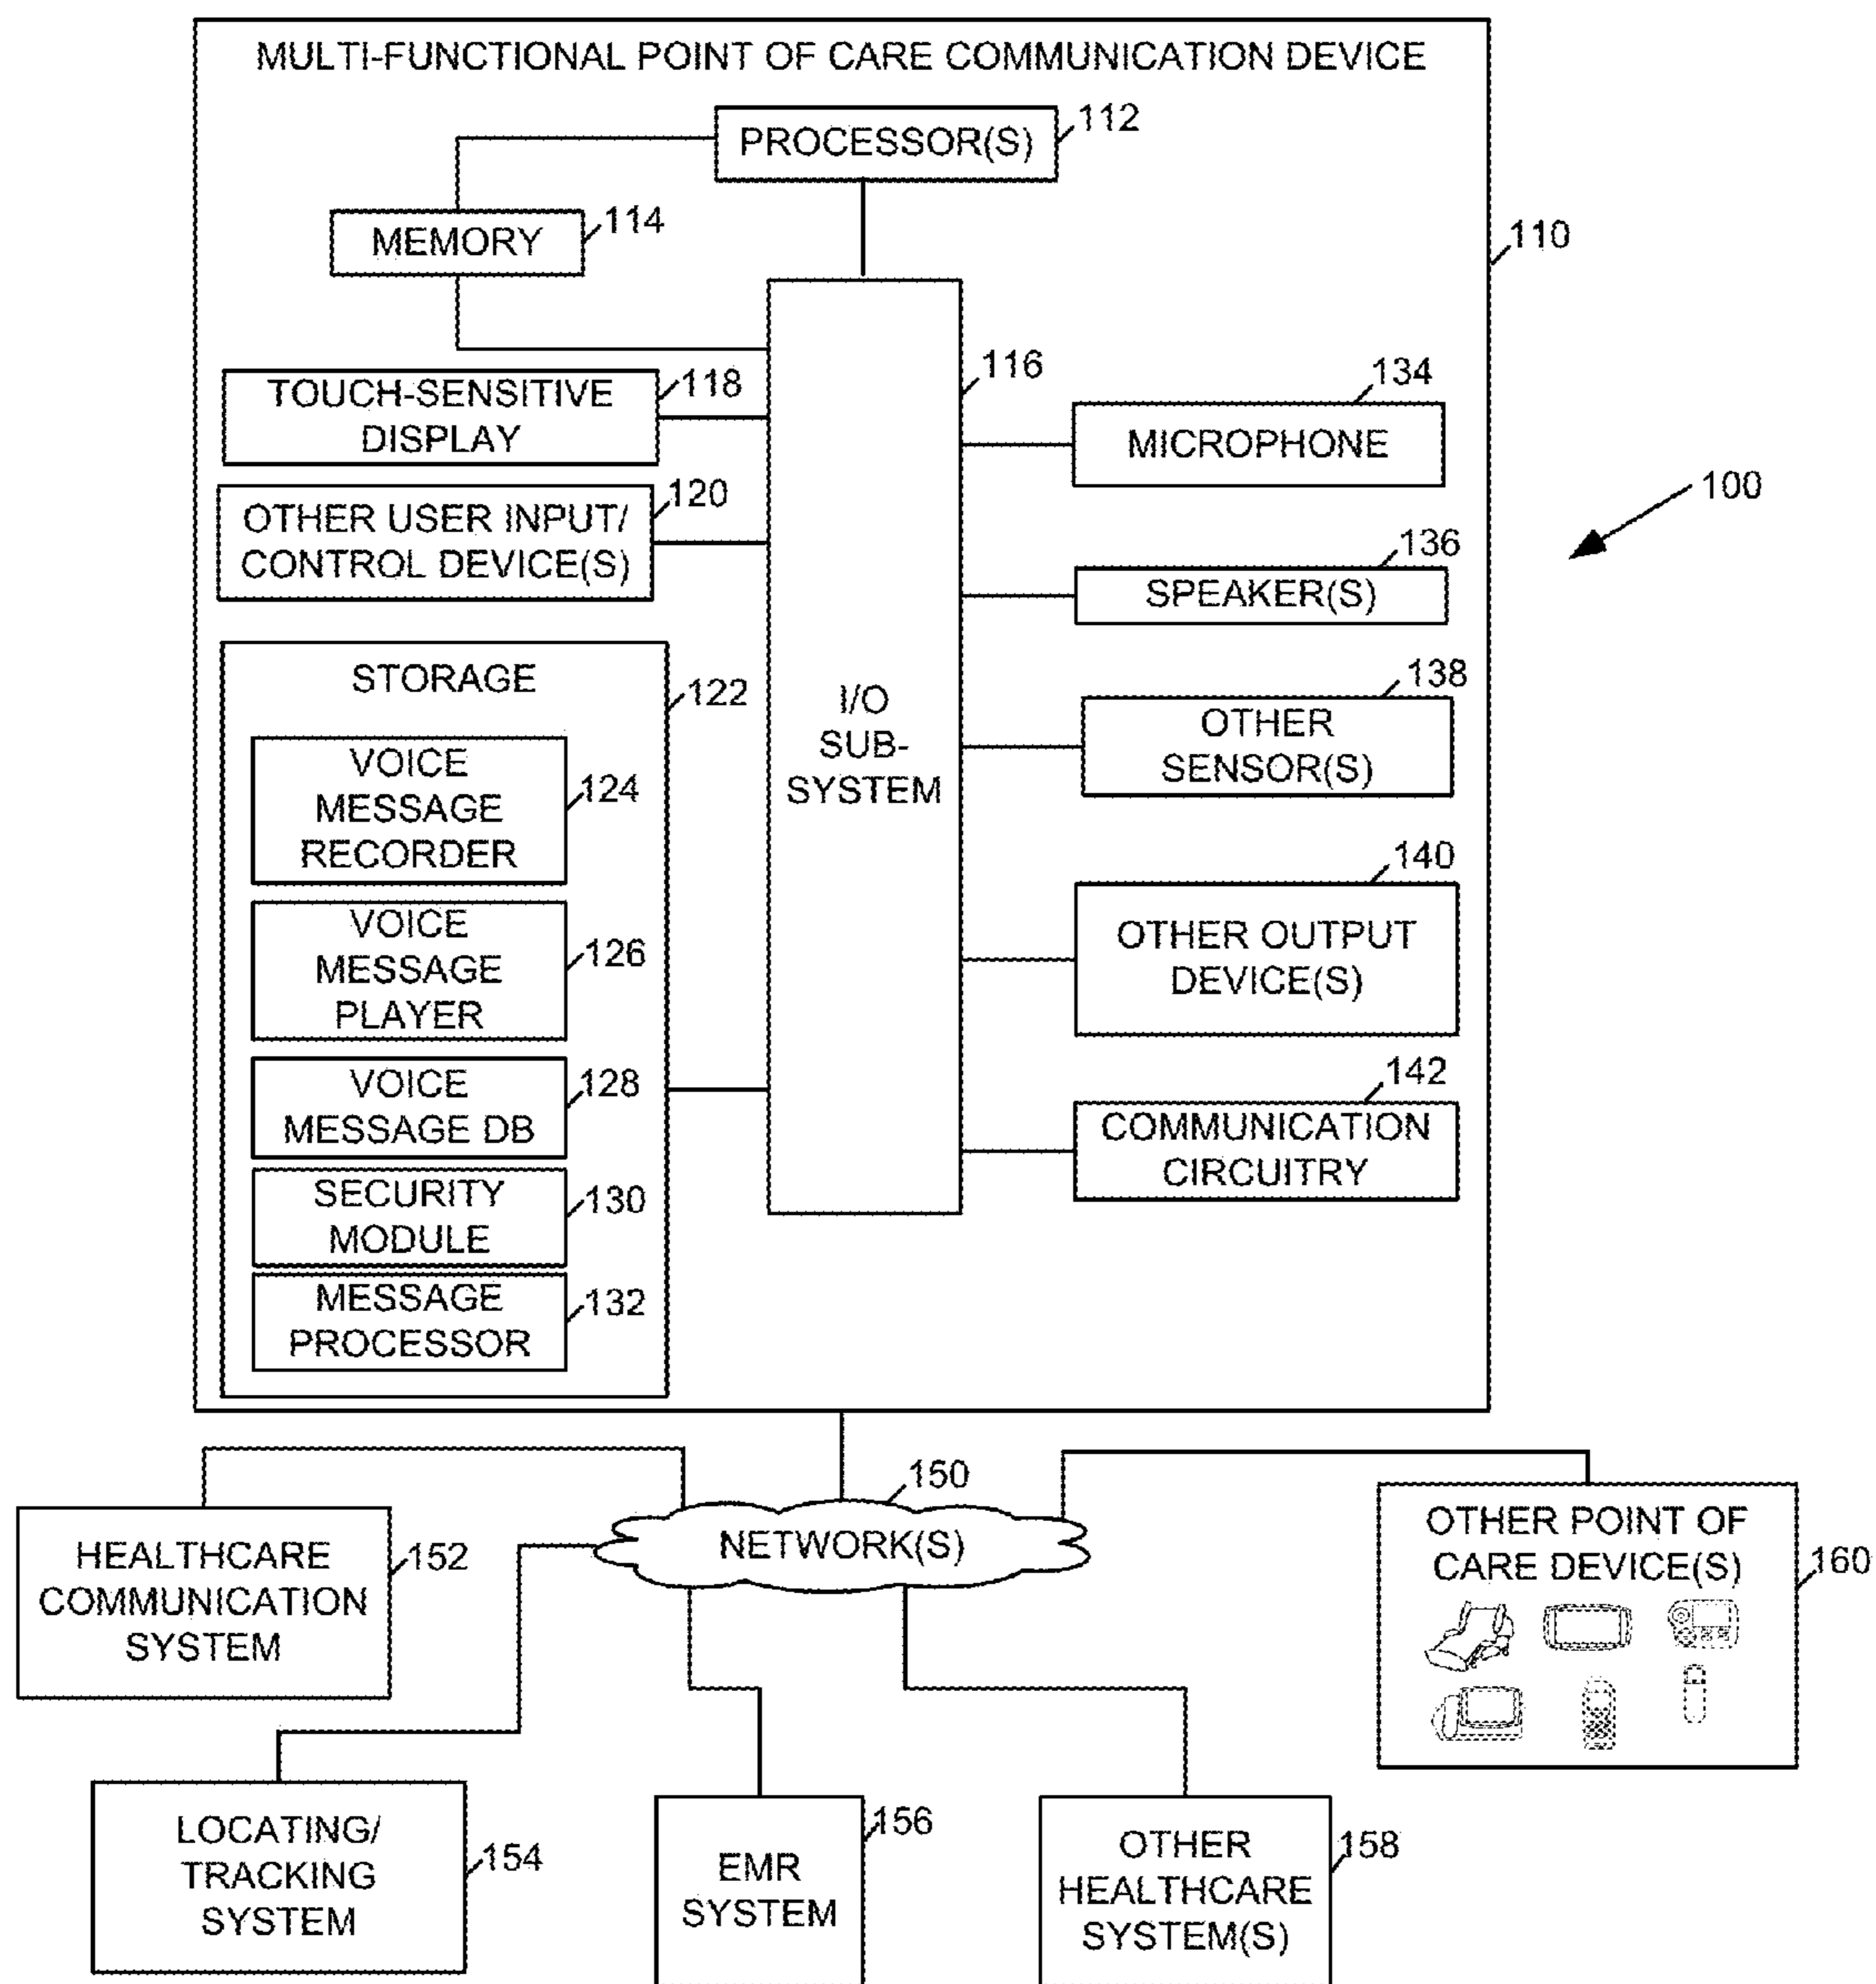 MULTI-FUNCTIONAL POINT OF CARE COMMUNICATION DEVICE
PROCESSOR(S)
112
MEMORY
114
110
TOUCH-SENSITIVE
DISPLAY
118
116
134
MICROPHONE
100
OTHER USER INPUT/
CONTROL DEVICE(S)
120
136
SPEAKER(S)
STORAGE
122
I/O
SUB-
SYSTEM
138
OTHER
SENSOR(S)
VOICE
MESSAGE
RECORDER
124
140
OTHER OUTPUT
DEVICE(S)
VOICE
MESSAGE
PLAYER
126
VOICE
MESSAGE DB
128
142
COMMUNICATION
CIRCUITRY
SECURITY
MODULE
130
MESSAGE
PROCESSOR
132
150
NETWORK(S)
HEALTHCARE
COMMUNICATION
SYSTEM
152
OTHER POINT OF
CARE DEVICE(S)
160
LOCATING/
TRACKING
SYSTEM
154
EMR
SYSTEM
156
OTHER
HEALTHCARE
SYSTEM(S)
158